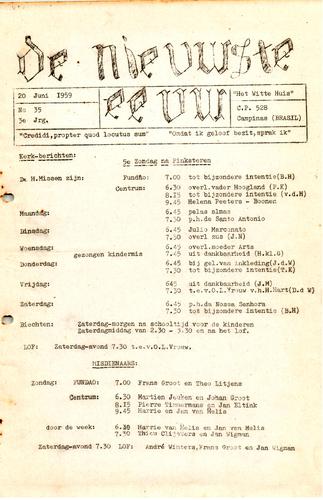 de nieuwste
eeuw
20 Juni 1959
No 35
3e Jrg.
"Het Witte Huis"
C.P. 528
Campinas (BRASIL)
"Credidi,propter quod locutus sum" "Omdat ik geloof bezit,sprak ik"
Kerk-berichten: 5e Zondag na Pinksteren
De H.Missen zijn: Fundão: 7.00 tot bijzondere intentie(B.H)
Centrum: 6.30 overl.vader Hoogland (P.K)
8.15 tot bijzondere intentie (v.d.H)
9.45 Helena Peeters - Boonen
Maandag: 6.45 pelas almas
7.30 p.h.de Santo Antonio
Dinsdag: 6.45 Julio Marconato
7.30 overl zus (J.N)
Woensdag 6.45 overl.moeder Arts
gezongen kindermis 7.45 uit dankbaarheid (H.kl.G)
Donderdag: 6.45 bij gel.van inkleding(J.d.W)
7.30 tot bijzondere intentie(T.K)
Vrijdag: 645 uit dankbaarheid (J.M)
7.30 t.e.v.O.L.Vrouw v.h.H.Hart(D.d W)
Zaterdag: 6.45 p.h.da Nossa Senhora
7.30 tot bijzondere intentie (B.H)
Biechten: Zaterdag-morgen na schooltijd voor de kinderen
Zaterdagmiddag van 2.30 - 3.30 en na het lof.
LOF: Zaterdag-avond 7.30 t.e.v.O.L.Vrouw.
MISDIENAARS:
Zondag: FUNDAO: 7.00 Frans Groot en Theo Litjens
Centrum: 6.30 Martien Jeuken en Johan Groot
8.15 Pierre Timmermans en Jan Eltink
9.45 Harrie en Jan van Melis
door de week: 6.30 Harrie van Melis en Jan van Melis
7.30 Thieu Clijsters en Jan Wigman
Zaterdag-avond 7.30 LOF: André Winters,Frans Groot en Jan Wigman